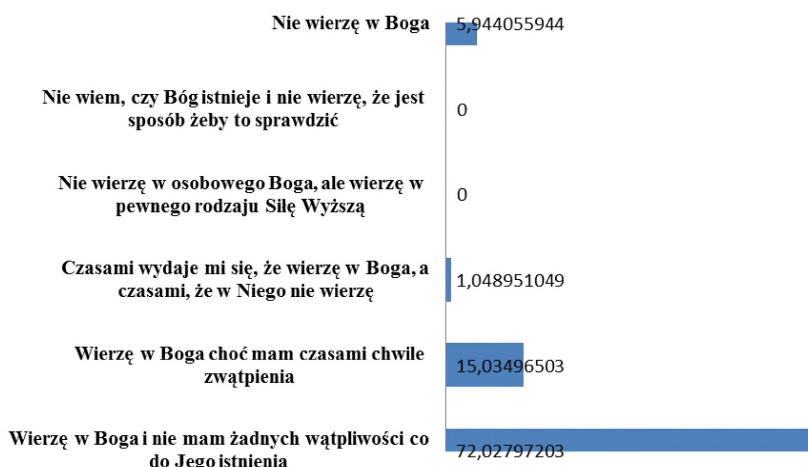 Nie wierzę w Boga
5,944055944
Nie wiem, czy Bóg istnieje i nie wierzę, że jest
sposób żeby to sprawdzić
0
Nie wierzę w osobowego Boga, ale wierzę w
pewnego rodzaju Siłę Wyższą
0
Czasami wydaje mi się, że wierzę w Boga, a
czasami, że w Niego nie wierzę
1,048951049
Wierzę w Boga choć mam czasami chwile
zwątpienia
15,03496503
Wierzę w Boga i nie mam żadnych wątpliwości co
do Jego istnienia
72,02797203